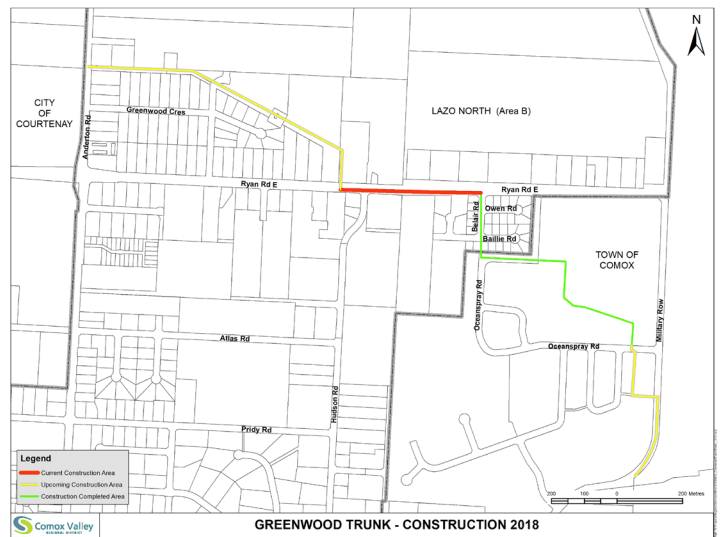 N
CITY
OF
COURTENAY
LAZO NORTH (Area B)
Greenwood Cres
Anderton Rd
Ryan Rd E
Ryan Rd E
Belair Rd
Owen Rd
Baillie Rd
TOWN OF
COMOX
Oceanspray Rd
Military Row
Atlas Rd
Oceanspray Rd
Hudson Rd
Pridy Rd
Legend
Current Construction Area
Upcoming Construction Area
Construction Completed Area
200 100 0 200 Metres
Comox Valley
REGIONAL DISTRICT
GREENWOOD TRUNK - CONSTRUCTION 2018